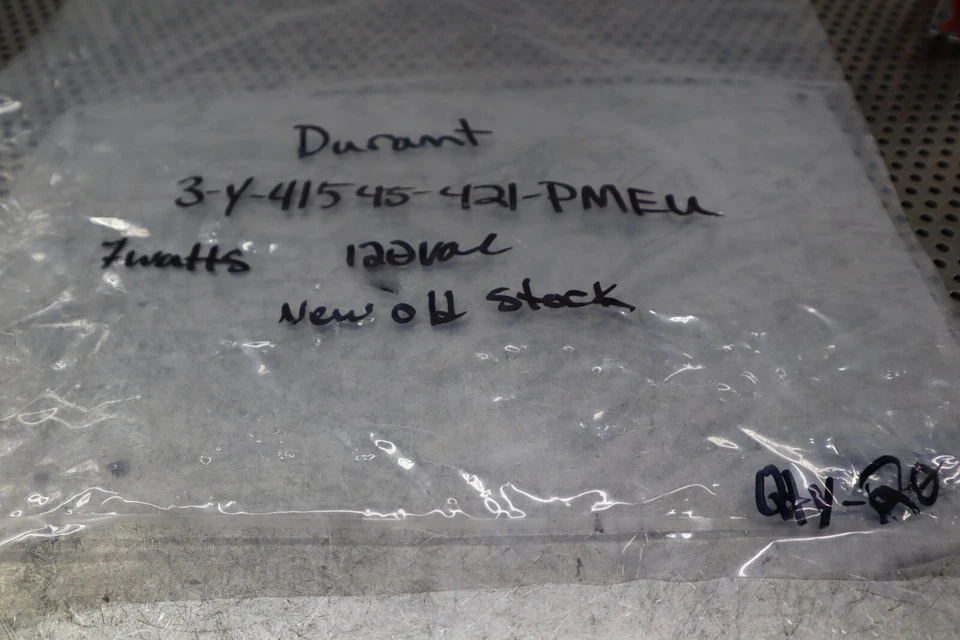 Durant
3-Y-41545-421-PMEU
7watts 120vac
New old Stock
Qty-20